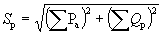 Sₚ = √((∑Pₐ)² + (∑Qₚ)²)